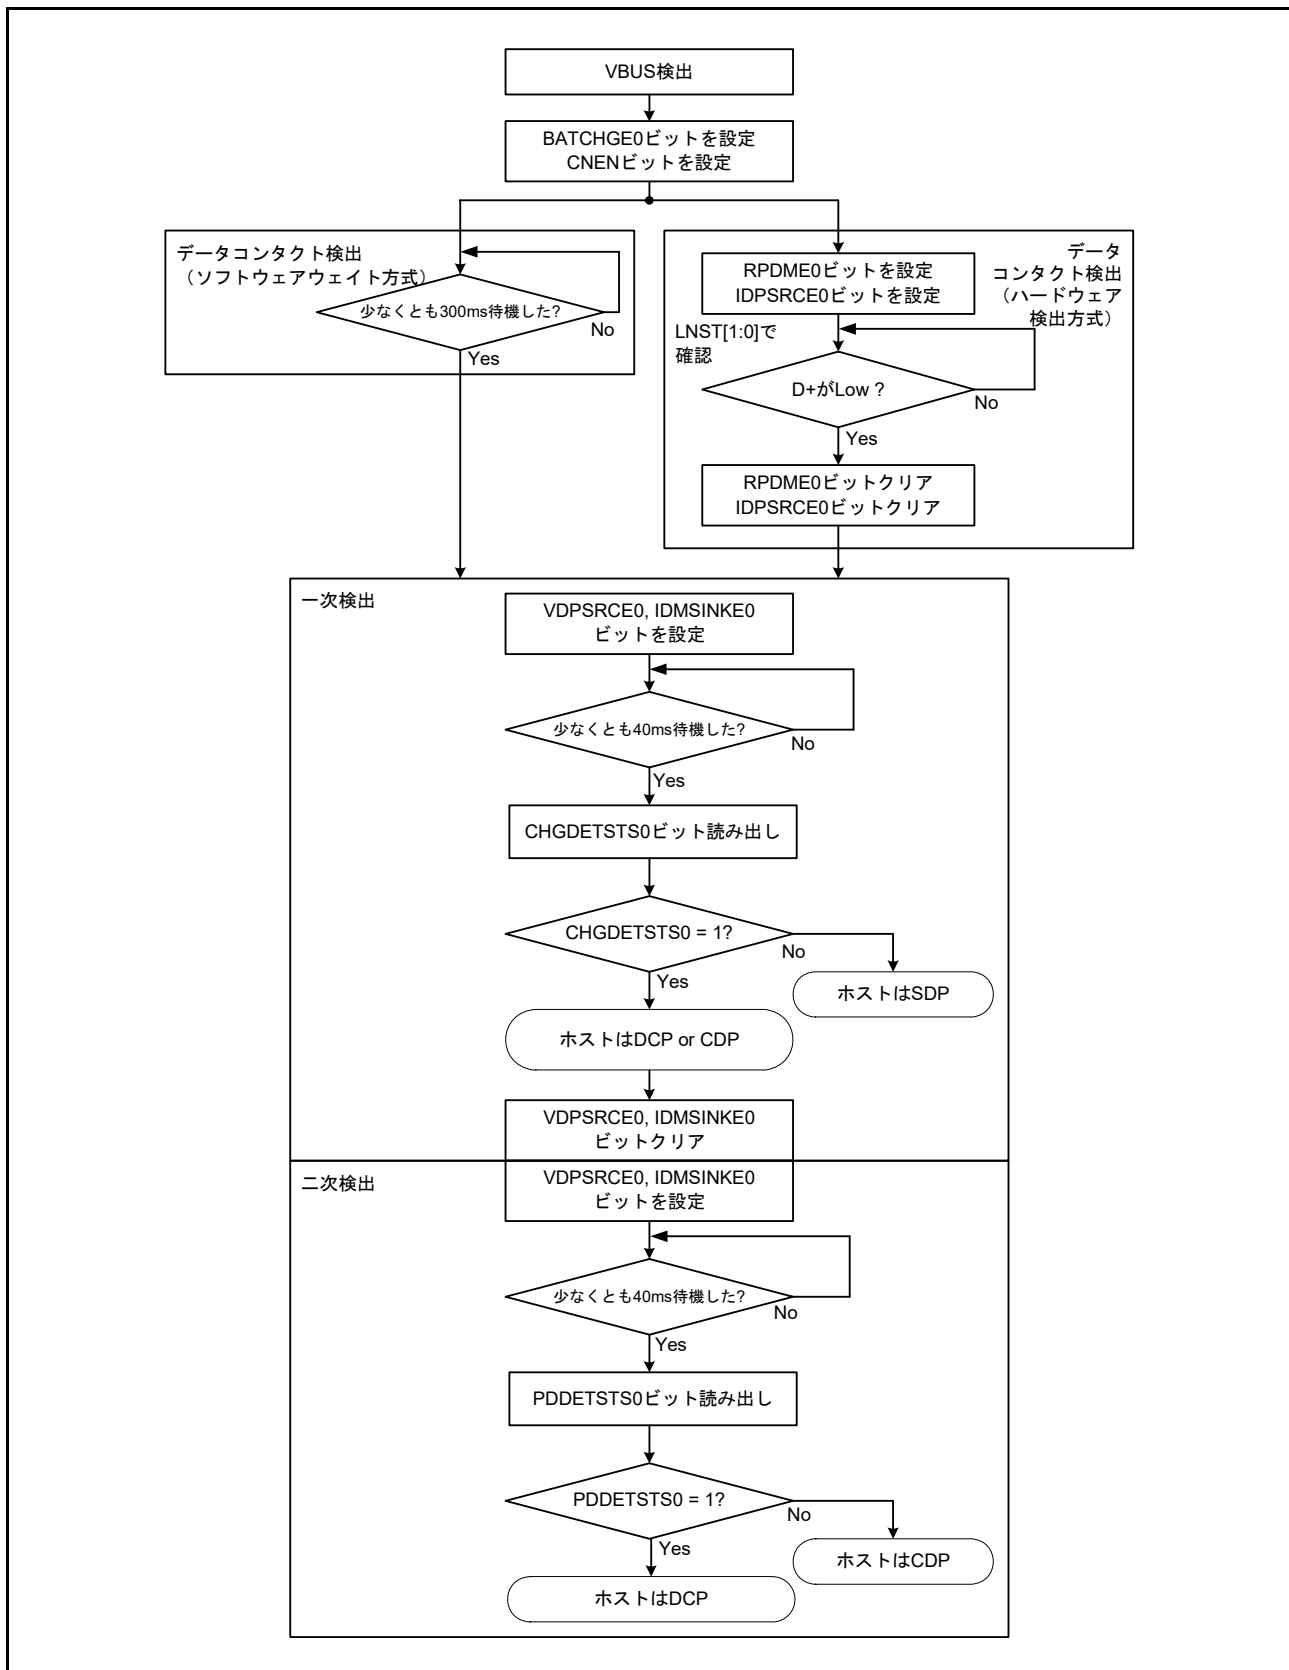 VBUS検出
BATCHGE0ビットを設定
CNENビットを設定
データコンタクト検出
（ソフトウェアウェイト方式）
少なくとも300ms待機した?
No
Yes
データ
コンタクト検出
（ハードウェア
検出方式）
RPDME0ビットを設定
IDPSRCE0ビットを設定
LNST[1:0]で
確認
D+がLow ?
No
Yes
RPDME0ビットクリア
IDPSRCE0ビットクリア
一次検出
VDPSRCE0, IDMSINKE0
ビットを設定
少なくとも40ms待機した?
No
Yes
CHGDETSTS0ビット読み出し
CHGDETSTS0 = 1?
No
Yes
ホストはSDP
ホストはDCP or CDP
VDPSRCE0, IDMSINKE0
ビットクリア
二次検出
VDPSRCE0, IDMSINKE0
ビットを設定
少なくとも40ms待機した?
No
Yes
PDDETSTS0ビット読み出し
PDDETSTS0 = 1?
No
Yes
ホストはCDP
ホストはDCP